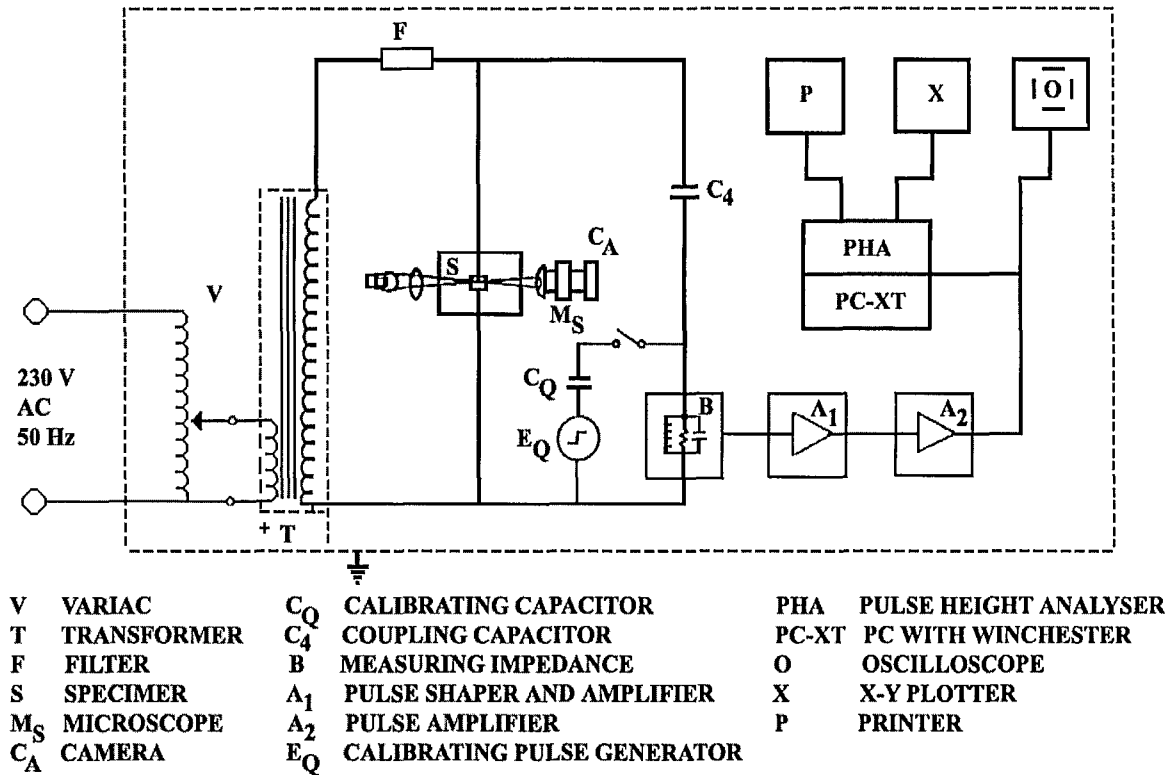 F
P
X
O
C4
PHA
PC-XT
S
CA
MS
V
230 V
AC
50 Hz
CQ
EQ
B
A1
A2
+ T
V VARIAC
T TRANSFORMER
F FILTER
S SPECIMER
MS MICROSCOPE
CA CAMERA
CQ CALIBRATING CAPACITOR
C4 COUPLING CAPACITOR
B MEASURING IMPEDANCE
A1 PULSE SHAPER AND AMPLIFIER
A2 PULSE AMPLIFIER
EQ CALIBRATING PULSE GENERATOR
PHA PULSE HEIGHT ANALYSER
PC-XT PC WITH WINCHESTER
O OSCILLOSCOPE
X X-Y PLOTTER
P PRINTER